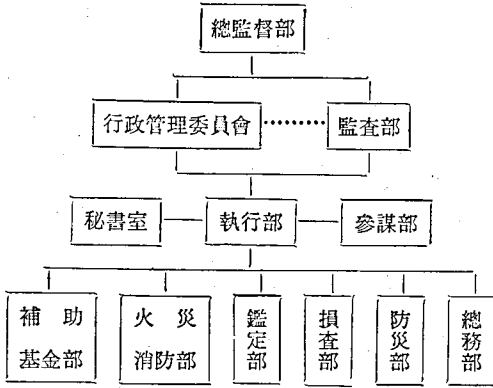 總監督部
行政管理委員會
監査部
秘書室
執行部
參謀部
補助
基金部
火災
消防部
鑑定部
損査部
防災部
總務部